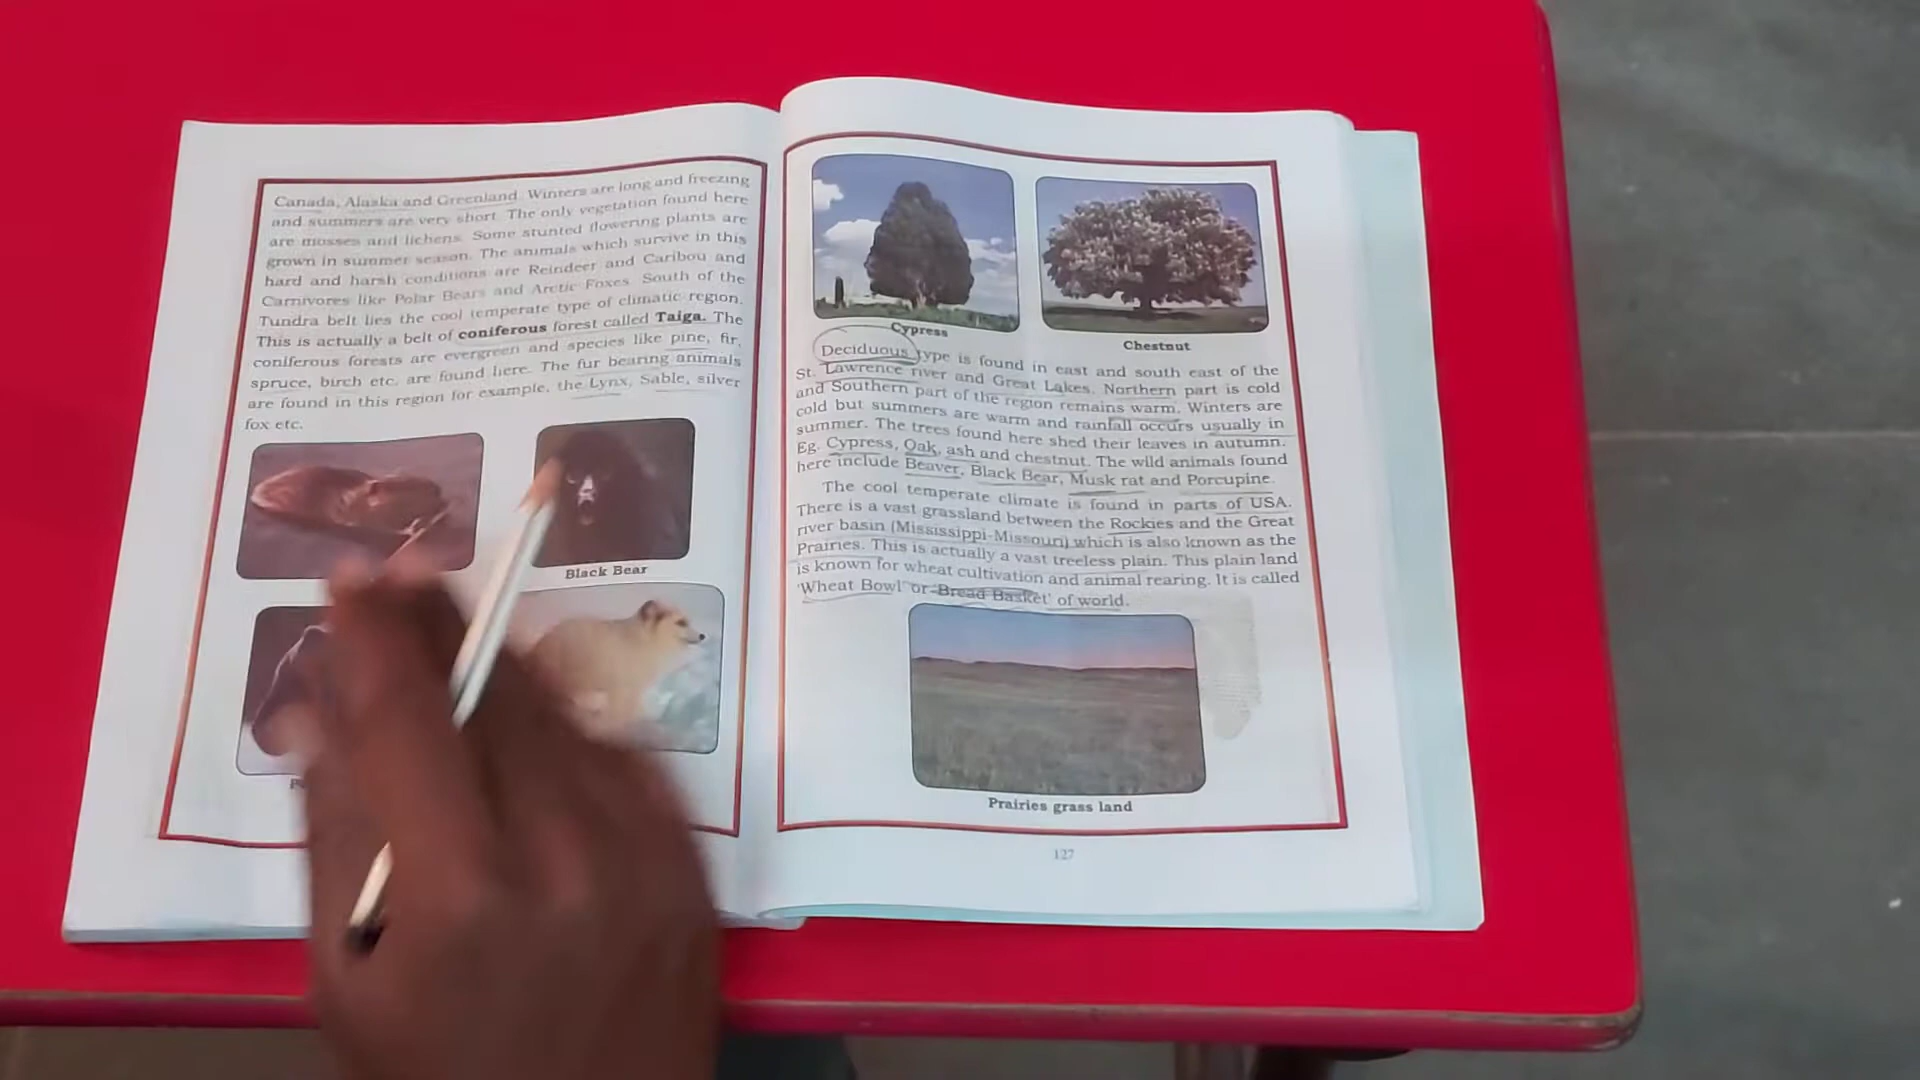 Canada, Alaska and Greenland. Winters are long and freezing
and summers are very short. The only vegetation found here
are mosses and lichens. Some stunted flowering plants are
grown in summer season. The animals which survive in this
hard and harsh conditions are Reindeer and Caribou and
Carnivores like Polar Bears and Arctic Foxes. South of the
Tundra belt lies the cool temperate type of climatic region.
This is actually a belt of coniferous forest called Taiga. The
coniferous forests are evergreen and species like pine, fir,
spruce, birch etc. are found here. The fur bearing animals
are found in this region for example, the Lynx, Sable, silver
fox etc.
Black Bear
Cypress
Chestnut
Deciduous type is found in east and south east of the
St. Lawrence river and Great Lakes. Northern part is cold
and Southern part of the region remains warm. Winters are
cold but summers are warm and rainfall occurs usually in
summer. The trees found here shed their leaves in autumn.
Eg. Cypress, Oak, ash and chestnut. The wild animals found
here include Beaver, Black Bear, Musk rat and Porcupine.
The cool temperate climate is found in parts of USA.
There is a vast grassland between the Rockies and the Great
river basin (Mississippi-Missouri) which is also known as the
Prairies. This is actually a vast treeless plain. This plain land
is known for wheat cultivation and animal rearing. It is called
'Wheat Bowl' or 'Bread Basket' of world.
Prairies grass land
127